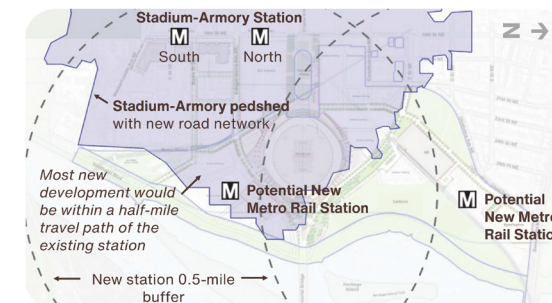 Stadium-Armory Station
M
M
South
North
N →
Stadium-Armory pedshed
with new road network
Most new
development would
be within a half-mile
travel path of the
existing station
M
Potential New
Metro Rail Station
M
Potential
New Metro
Rail Static
New station 0.5-mile
buffer